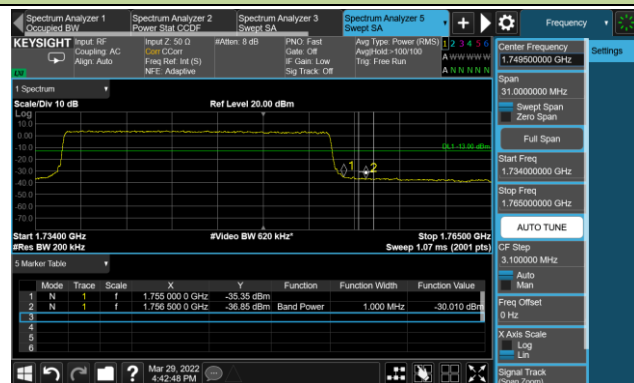 Spectrum Analyzer 1
Occupied BW
Spectrum Analyzer 2
Power Stat CCDF
Spectrum Analyzer 3
Swept SA
Spectrum Analyzer 5
Swept SA
Frequency
KEYSIGHT
Input: RF
Coupling: AC
Align: Auto
Input Z: 50 Ω
Corr CCorr
Freq Ref: Int (S)
NFE: Adaptive
#Atten: 8 dB
PNO: Fast
Gate: Off
IF Gain: Low
Sig Track: Off
Avg Type: Power (RMS)
Avg|Hold:>100/100
Trig: Free Run
1 2 3 4 5 6
A W W W W W
A N N N N N
1 Spectrum
Scale/Div 10 dB
Ref Level 20.00 dBm
Log
10.0
0.00
-10.0
-20.0
-30.0
-40.0
-50.0
-60.0
-70.0
DL1 -13.00 dBm
1
2
Start 1.73400 GHz
#Video BW 620 kHz*
Stop 1.76500 GHz
#Res BW 200 kHz
Sweep 1.07 ms (2001 pts)
5 Marker Table
Mode Trace Scale X Y Function Function Width Function Value
1 N 1 f 1.755 000 0 GHz -35.35 dBm
2 N 1 f 1.756 500 0 GHz -36.85 dBm Band Power 1.000 MHz -30.010 dBm
3
4
5
6
Mar 29, 2022
4:42:48 PM
Center Frequency
1.749500000 GHz
Settings
Span
31.0000000 MHz
Swept Span
Zero Span
Full Span
Start Freq
1.734000000 GHz
Stop Freq
1.765000000 GHz
AUTO TUNE
CF Step
3.100000 MHz
Auto
Man
Freq Offset
0 Hz
X Axis Scale
Log
Lin
Signal Track
(Span Zoom)